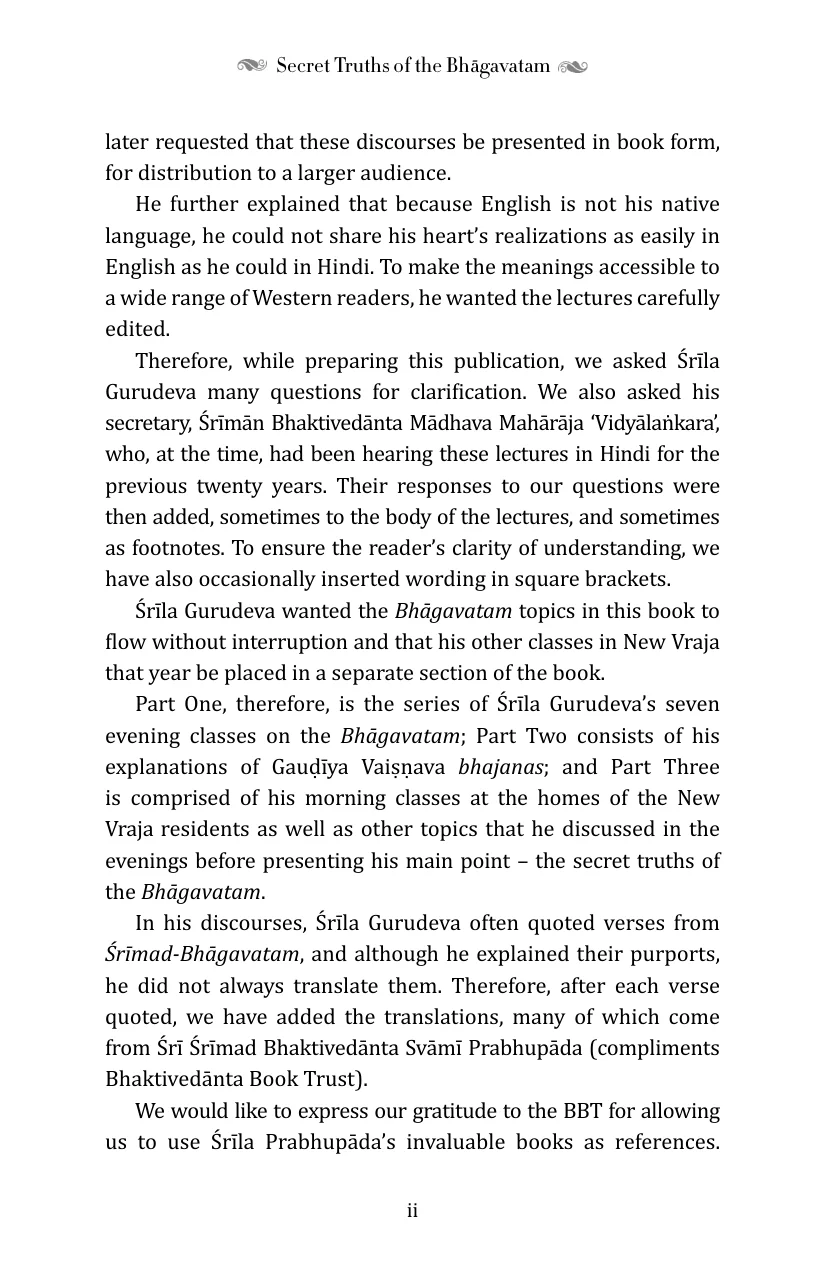 Secret Truths of the Bhāgavatam
later requested that these discourses be presented in book form,
for distribution to a larger audience.
He further explained that because English is not his native
language, he could not share his heart’s realizations as easily in
English as he could in Hindi. To make the meanings accessible to
a wide range of Western readers, he wanted the lectures carefully
edited.
Therefore, while preparing this publication, we asked Śrīla
Gurudeva many questions for clarification. We also asked his
secretary, Śrīmān Bhaktivedānta Mādhava Mahārāja ‘Vidyālaṅkara’,
who, at the time, had been hearing these lectures in Hindi for the
previous twenty years. Their responses to our questions were
then added, sometimes to the body of the lectures, and sometimes
as footnotes. To ensure the reader’s clarity of understanding, we
have also occasionally inserted wording in square brackets.
Śrīla Gurudeva wanted the Bhāgavatam topics in this book to
flow without interruption and that his other classes in New Vraja
that year be placed in a separate section of the book.
Part One, therefore, is the series of Śrīla Gurudeva’s seven
evening classes on the Bhāgavatam; Part Two consists of his
explanations of Gauḍīya Vaiṣṇava bhajanas; and Part Three
is comprised of his morning classes at the homes of the New
Vraja residents as well as other topics that he discussed in the
evenings before presenting his main point – the secret truths of
the Bhāgavatam.
In his discourses, Śrīla Gurudeva often quoted verses from
Śrīmad-Bhāgavatam, and although he explained their purports,
he did not always translate them. Therefore, after each verse
quoted, we have added the translations, many of which come
from Śrī Śrīmad Bhaktivedānta Svāmī Prabhupāda (compliments
Bhaktivedānta Book Trust).
We would like to express our gratitude to the BBT for allowing
us to use Śrīla Prabhupāda’s invaluable books as references.
ii